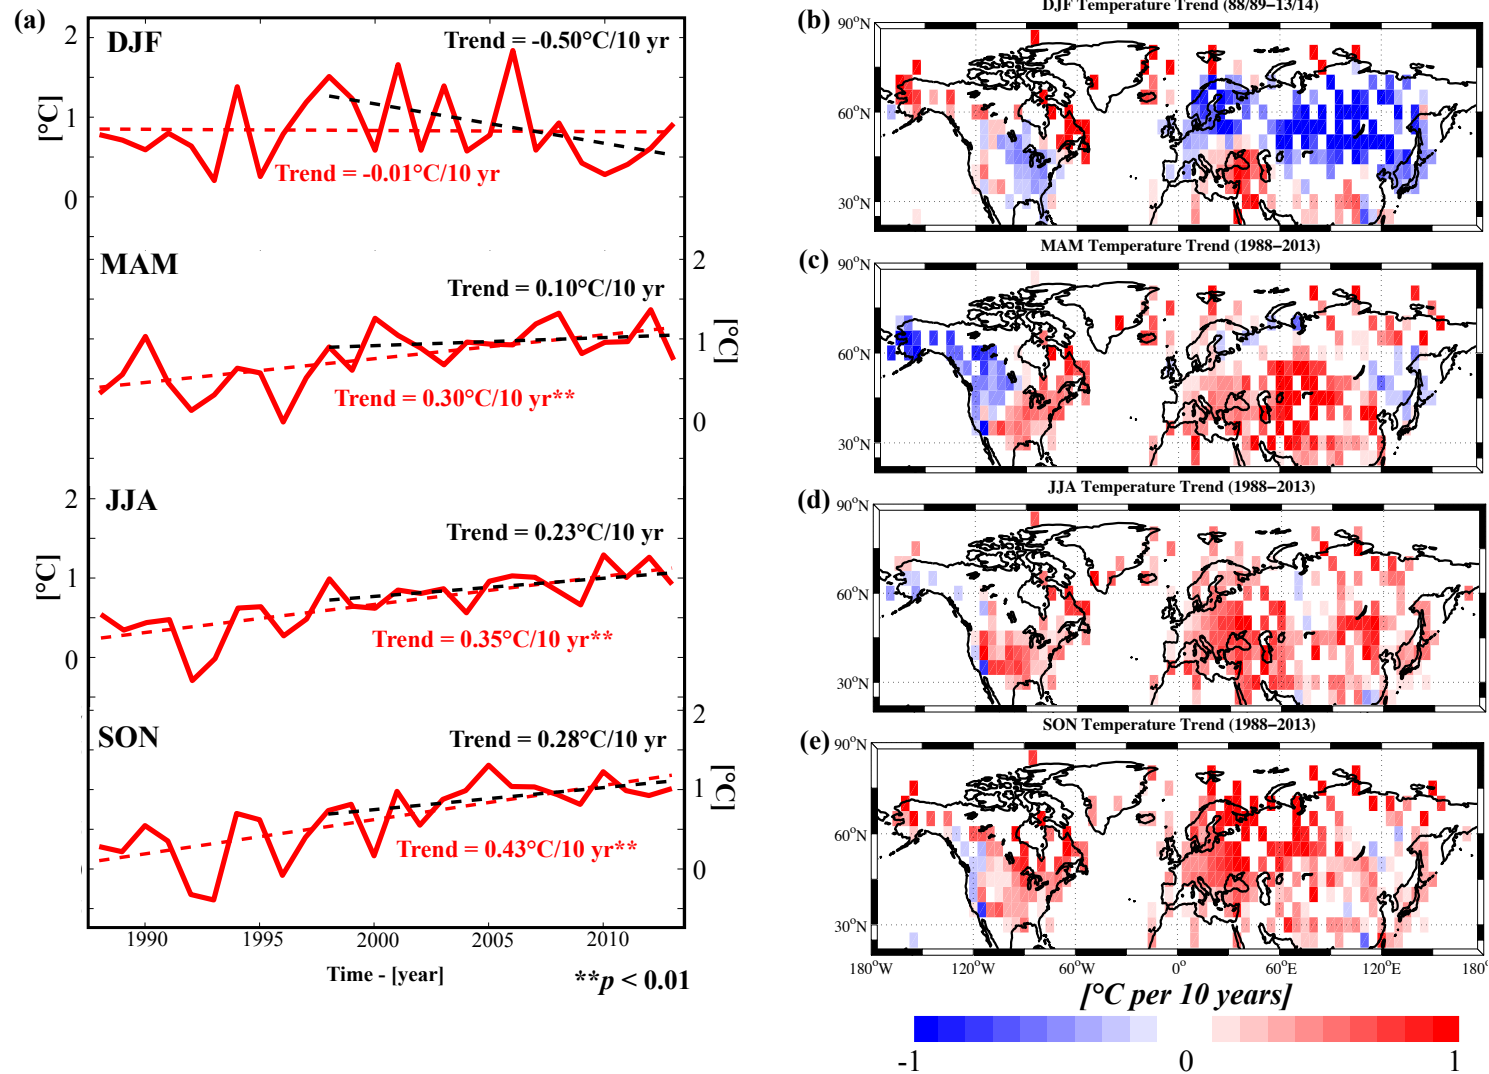 (a)
DJF
Trend = -0.50°C/10 yr
Trend = -0.01°C/10 yr
2
1
0
[°C]
MAM
Trend = 0.10°C/10 yr
Trend = 0.30°C/10 yr**
2
1
0
[°C]
JJA
Trend = 0.23°C/10 yr
Trend = 0.35°C/10 yr**
2
1
0
[°C]
SON
Trend = 0.28°C/10 yr
Trend = 0.43°C/10 yr**
2
1
0
[°C]
1990 1995 2000 2005 2010
Time - [year]
**p < 0.01
(b)
DJF Temperature Trend (88/89−13/14)
90°N
60°N
30°N
(c)
MAM Temperature Trend (1988−2013)
90°N
60°N
30°N
(d)
JJA Temperature Trend (1988−2013)
90°N
60°N
30°N
(e)
SON Temperature Trend (1988−2013)
90°N
60°N
30°N
180°W 120°W 60°W 0° 60°E 120°E 180°
[°C per 10 years]
-1 0 1